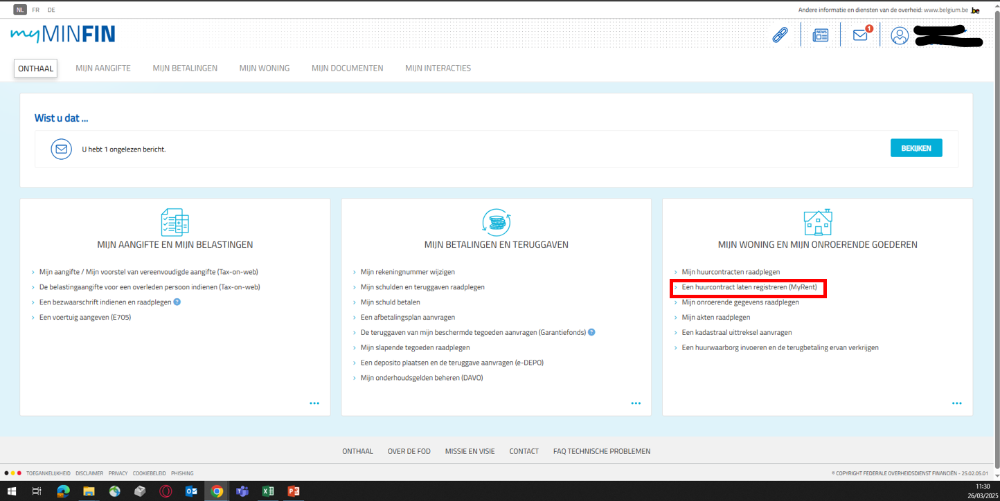 NL FR DE
Andere informatie en diensten van de overheid: www.belgium.be .be
myMINFIN
NEWS
1
ONTHAAL MIJN AANGIFTE MIJN BETALINGEN MIJN WONING MIJN DOCUMENTEN MIJN INTERACTIES
Wist u dat ...
U hebt 1 ongelezen bericht.
BEKIJKEN
MIJN AANGIFTE EN MIJN BELASTINGEN
Mijn aangifte / Mijn voorstel van vereenvoudigde aangifte (Tax-on-web)
De belastingaangifte voor een overleden persoon indienen (Tax-on-web)
Een bezwaarschrift indienen en raadplegen ?
Een voertuig aangeven (E705)
MIJN BETALINGEN EN TERUGGAVEN
Mijn rekeningnummer wijzigen
Mijn schulden en teruggaven raadplegen
Mijn schuld betalen
Een afbetalingsplan aanvragen
De teruggaven van mijn beschermde tegoeden aanvragen (Garantiefonds) ?
Mijn slapende tegoeden raadplegen
Een deposito plaatsen en de teruggave aanvragen (e-DEPO)
Mijn onderhoudsgelden beheren (DAVO)
MIJN WONING EN MIJN ONROERENDE GOEDEREN
Mijn huurcontracten raadplegen
Een huurcontract laten registreren (MyRent)
Mijn onroerende gegevens raadplegen
Mijn akten raadplegen
Een kadastraal uittreksel aanvragen
Een huurwaarborg invoeren en de terugbetaling ervan verkrijgen
ONTHAAL OVER DE FOD MISSIE EN VISIE CONTACT FAQ TECHNISCHE PROBLEMEN
TOEGANKELIJKHEID DISCLAIMER PRIVACY COOKIEBELEID PHISHING
© COPYRIGHT FEDERALE OVERHEIDSDIENST FINANCIËN - 25.02.05.01
11:30
26/03/2025